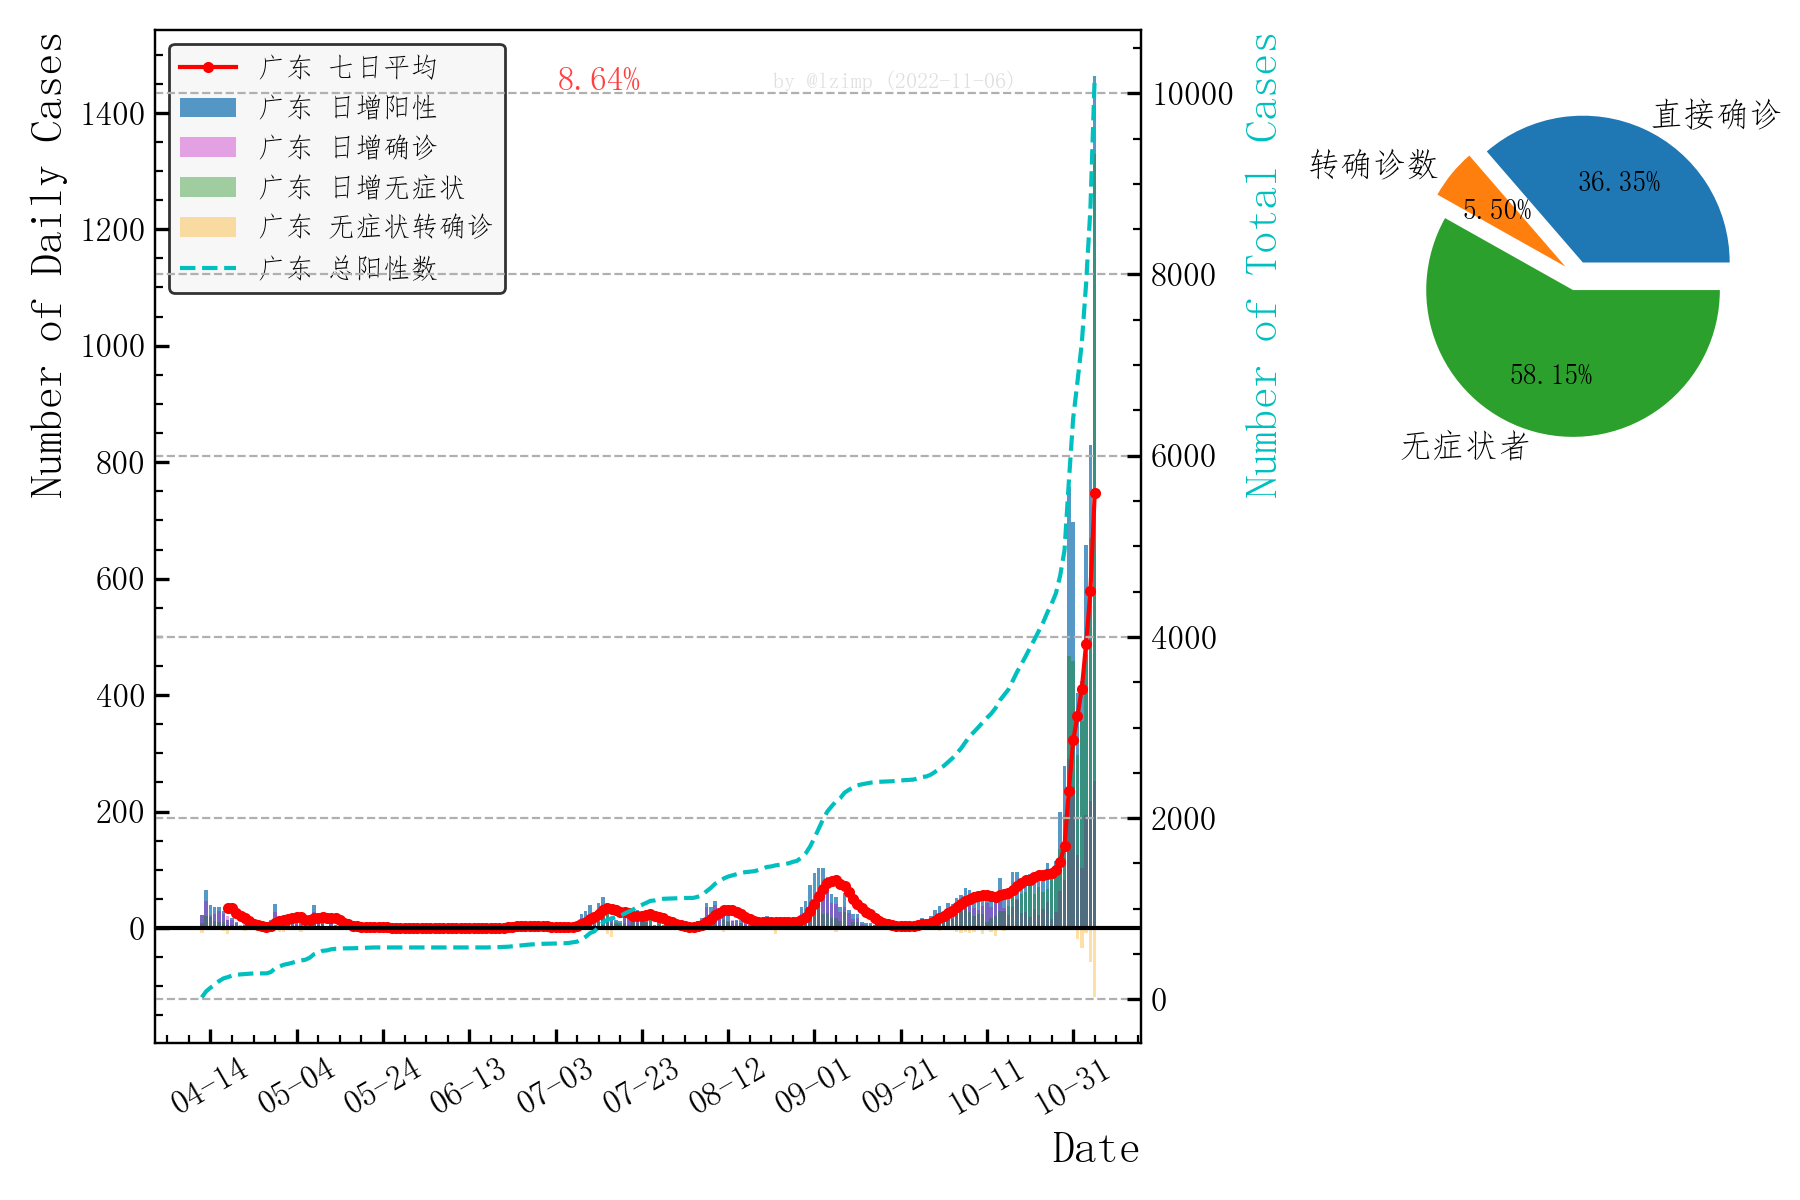 Number of Daily Cases
1400
1200
1000
800
600
400
200
0
广东 七日平均
广东 日增阳性
广东 日增确诊
广东 日增无症状
广东 无症状转确诊
广东 总阳性数
8.64%
by @lzimp (2022-11-06)
10000
8000
6000
4000
2000
0
Number of Total Cases
04-14
05-04
05-24
06-13
07-03
07-23
08-12
09-01
09-21
10-11
10-31
Date
直接确诊
36.35%
转确诊数
5.50%
58.15%
无症状者